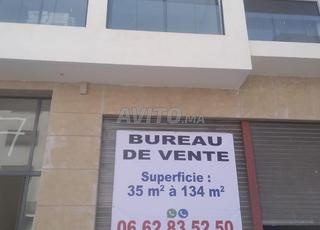 AVITO.MA
BUREAU
DE VENTE
Superficie :
35 m² à 134 m²
06 62 83 52 50